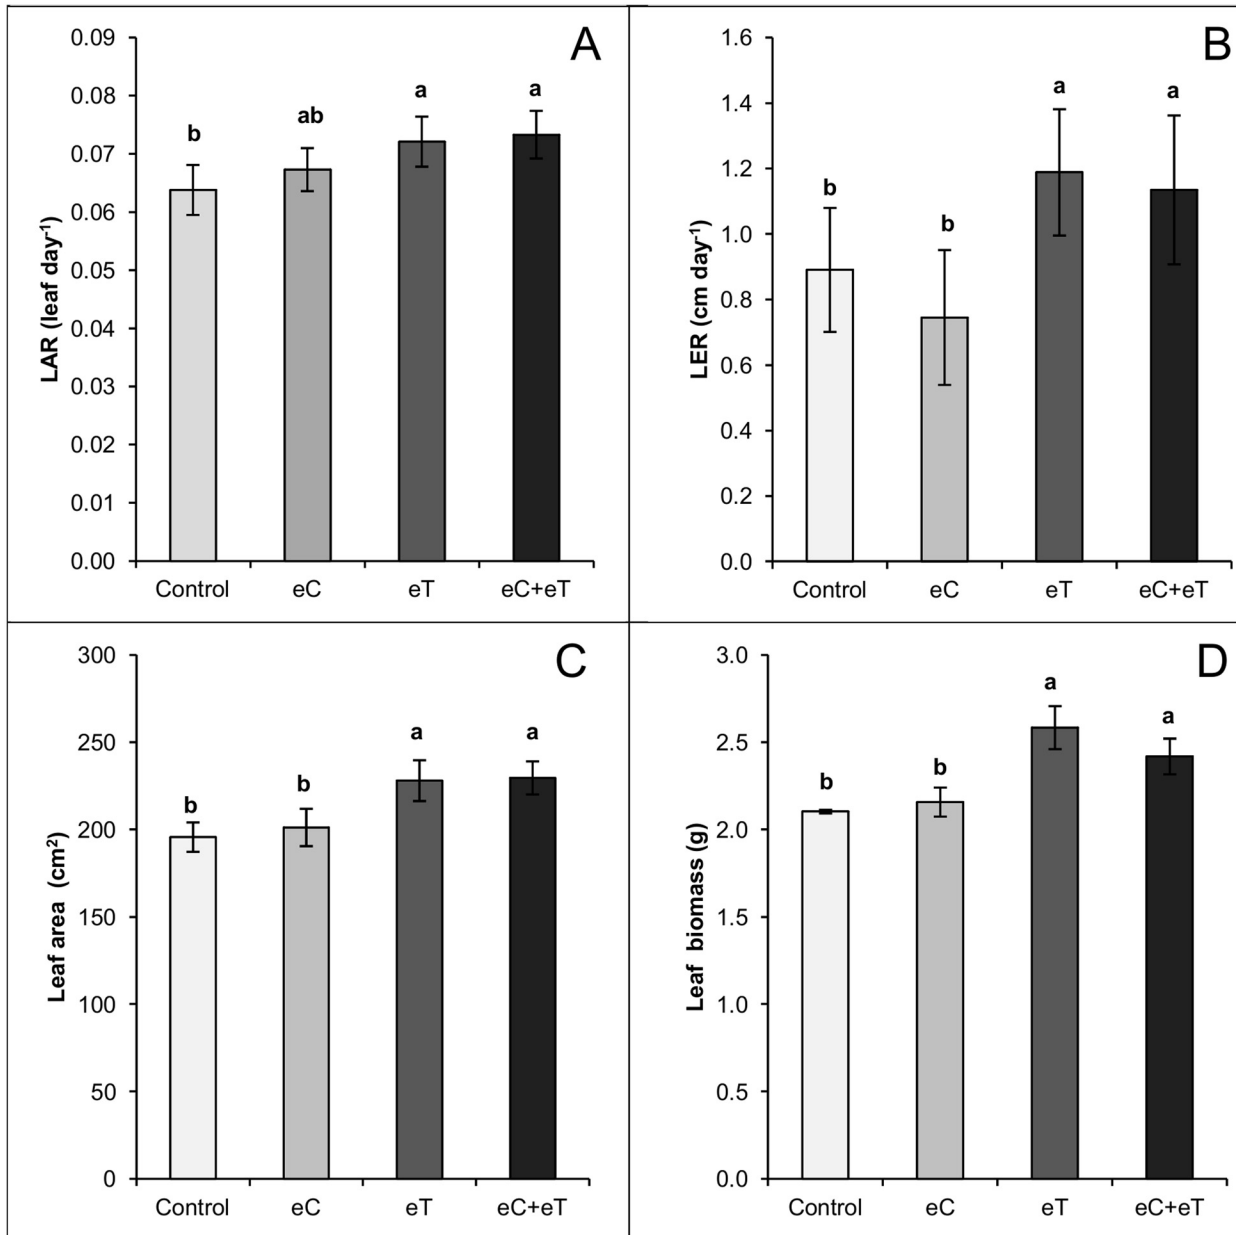 A
LAR (leaf day⁻¹)
0.09
0.08
0.07
0.06
0.05
0.04
0.03
0.02
0.01
0.00
b
ab
a
a
Control
eC
eT
eC+eT
B
LER (cm day⁻¹)
1.6
1.4
1.2
1.0
0.8
0.6
0.4
0.2
0.0
b
b
a
a
Control
eC
eT
eC+eT
C
Leaf area (cm²)
300
250
200
150
100
50
0
b
b
a
a
Control
eC
eT
eC+eT
D
Leaf biomass (g)
3.0
2.5
2.0
1.5
1.0
0.5
0.0
b
b
a
a
Control
eC
eT
eC+eT